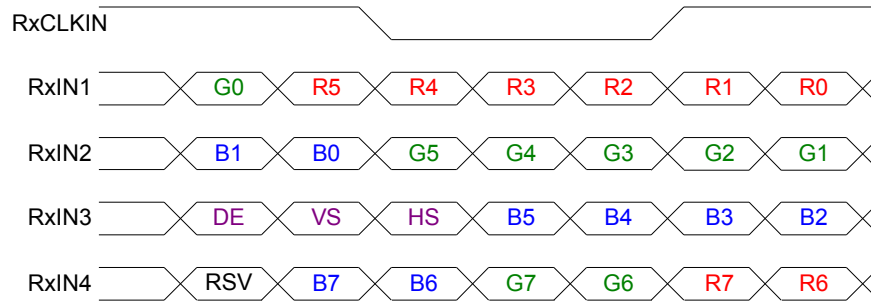 RxCLKIN
RxIN1 G0 R5 R4 R3 R2 R1 R0
RxIN2 B1 B0 G5 G4 G3 G2 G1
RxIN3 DE VS HS B5 B4 B3 B2
RxIN4 RSV B7 B6 G7 G6 R7 R6